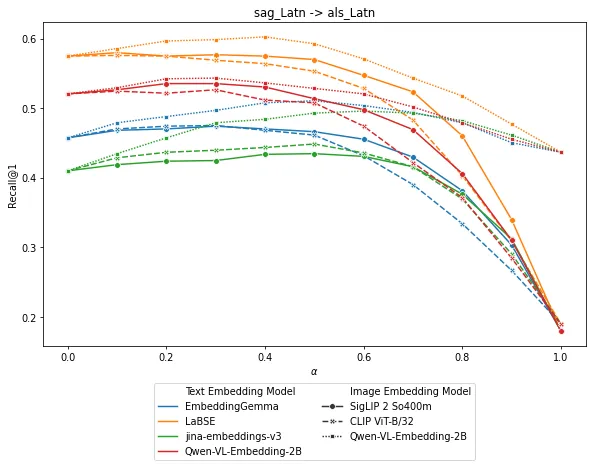 sag_Latn -> als_Latn
0.6
0.5
0.4
0.3
0.2
Recall@1
0.0 0.2 0.4 0.6 0.8 1.0
α
Text Embedding Model Image Embedding Model
EmbeddingGemma SigLIP 2 So400m
LaBSE CLIP ViT-B/32
jina-embeddings-v3 Qwen-VL-Embedding-2B
Qwen-VL-Embedding-2B